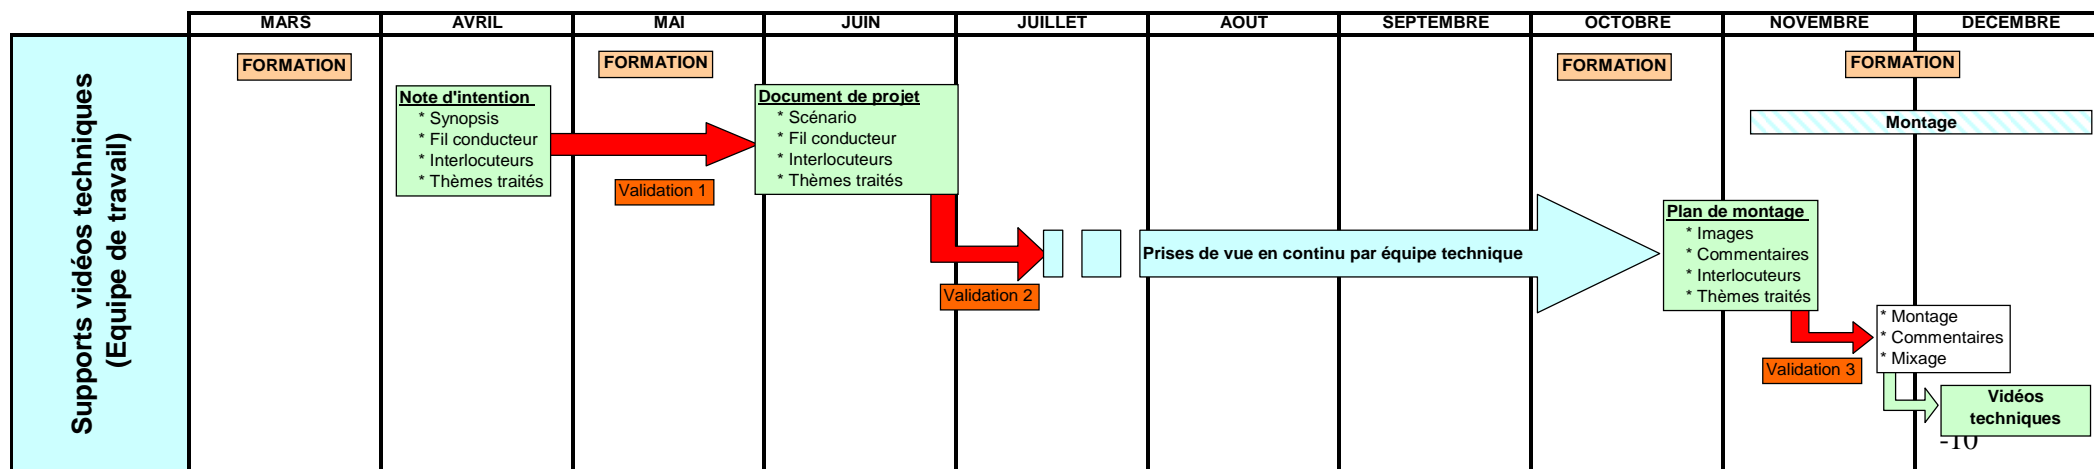 MARS
AVRIL
MAI
JUIN
JUILLET
AOUT
SEPTEMBRE
OCTOBRE
NOVEMBRE
DECEMBRE
Supports vidéos techniques
(Equipe de travail)
FORMATION
FORMATION
FORMATION
FORMATION
Note d'intention
* Synopsis
* Fil conducteur
* Interlocuteurs
* Thèmes traités
Validation 1
Document de projet
* Scénario
* Fil conducteur
* Interlocuteurs
* Thèmes traités
Validation 2
Prises de vue en continu par équipe technique
Montage
Plan de montage
* Images
* Commentaires
* Interlocuteurs
* Thèmes traités
Validation 3
* Montage
* Commentaires
* Mixage
Vidéos
techniques
-10